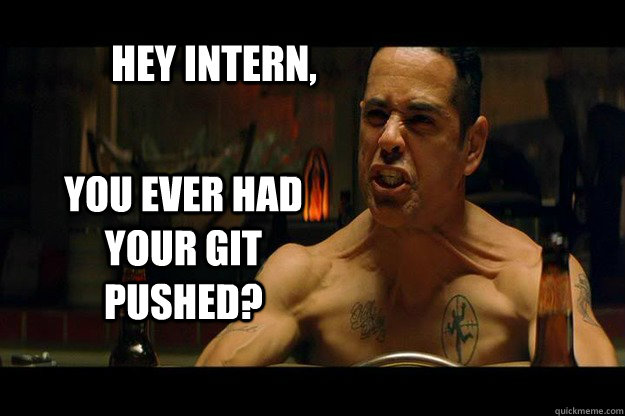 HEY INTERN,
YOU EVER HAD
YOUR GIT
PUSHED?
quickmeme.com